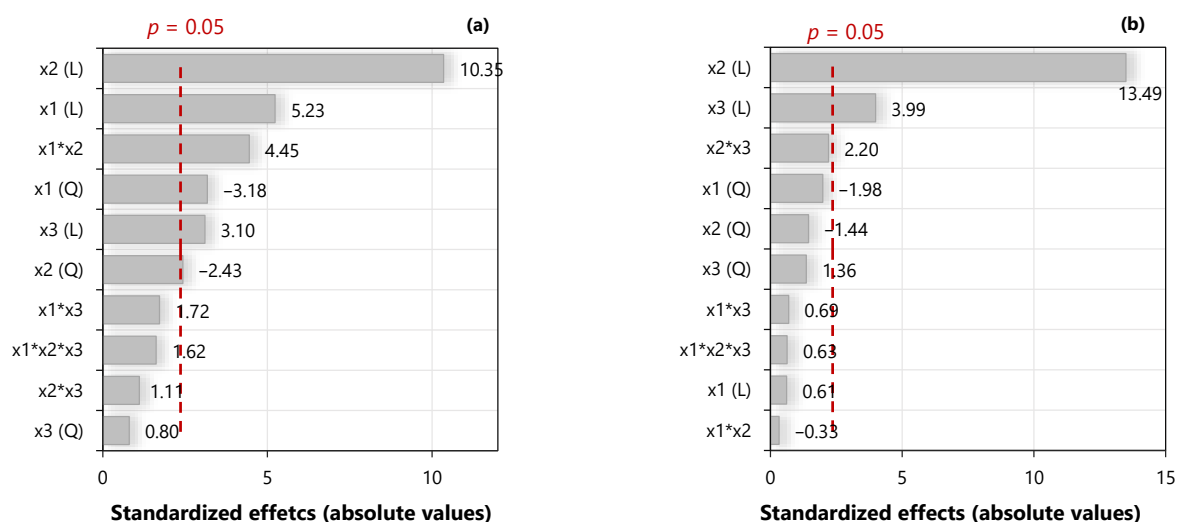 p = 0.05
(a)
x2 (L)
10.35
x1 (L)
5.23
x1*x2
4.45
x1 (Q)
–3.18
x3 (L)
3.10
x2 (Q)
–2.43
x1*x3
1.72
x1*x2*x3
1.62
x2*x3
1.11
x3 (Q)
0.80
0
5
10
Standardized effetcs (absolute values)
p = 0.05
(b)
x2 (L)
13.49
x3 (L)
3.99
x2*x3
2.20
x1 (Q)
–1.98
x2 (Q)
–1.44
x3 (Q)
1.36
x1*x3
0.69
x1*x2*x3
0.63
x1 (L)
0.61
x1*x2
–0.33
0
5
10
15
Standardized effects (absolute values)